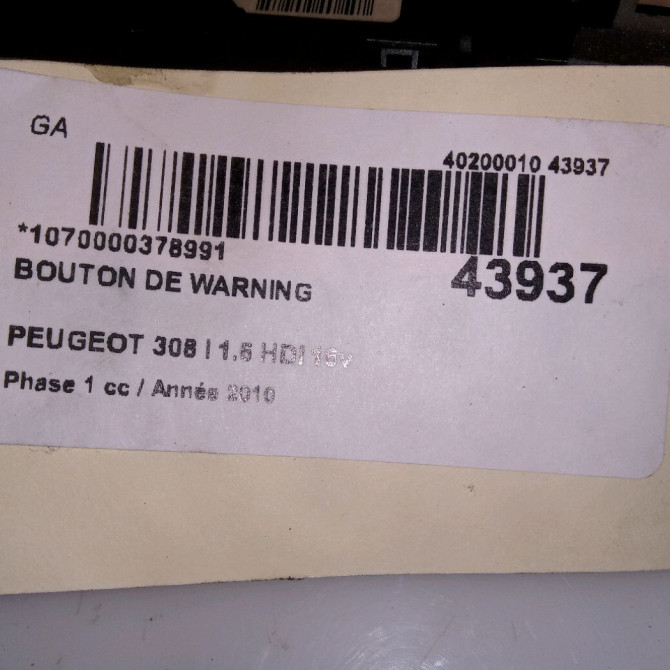 GA
40200010 43937
*1070000378991
43937
BOUTON DE WARNING
PEUGEOT 308 I 1.6 HDI 16v
Phase 1 cc / Année 2010